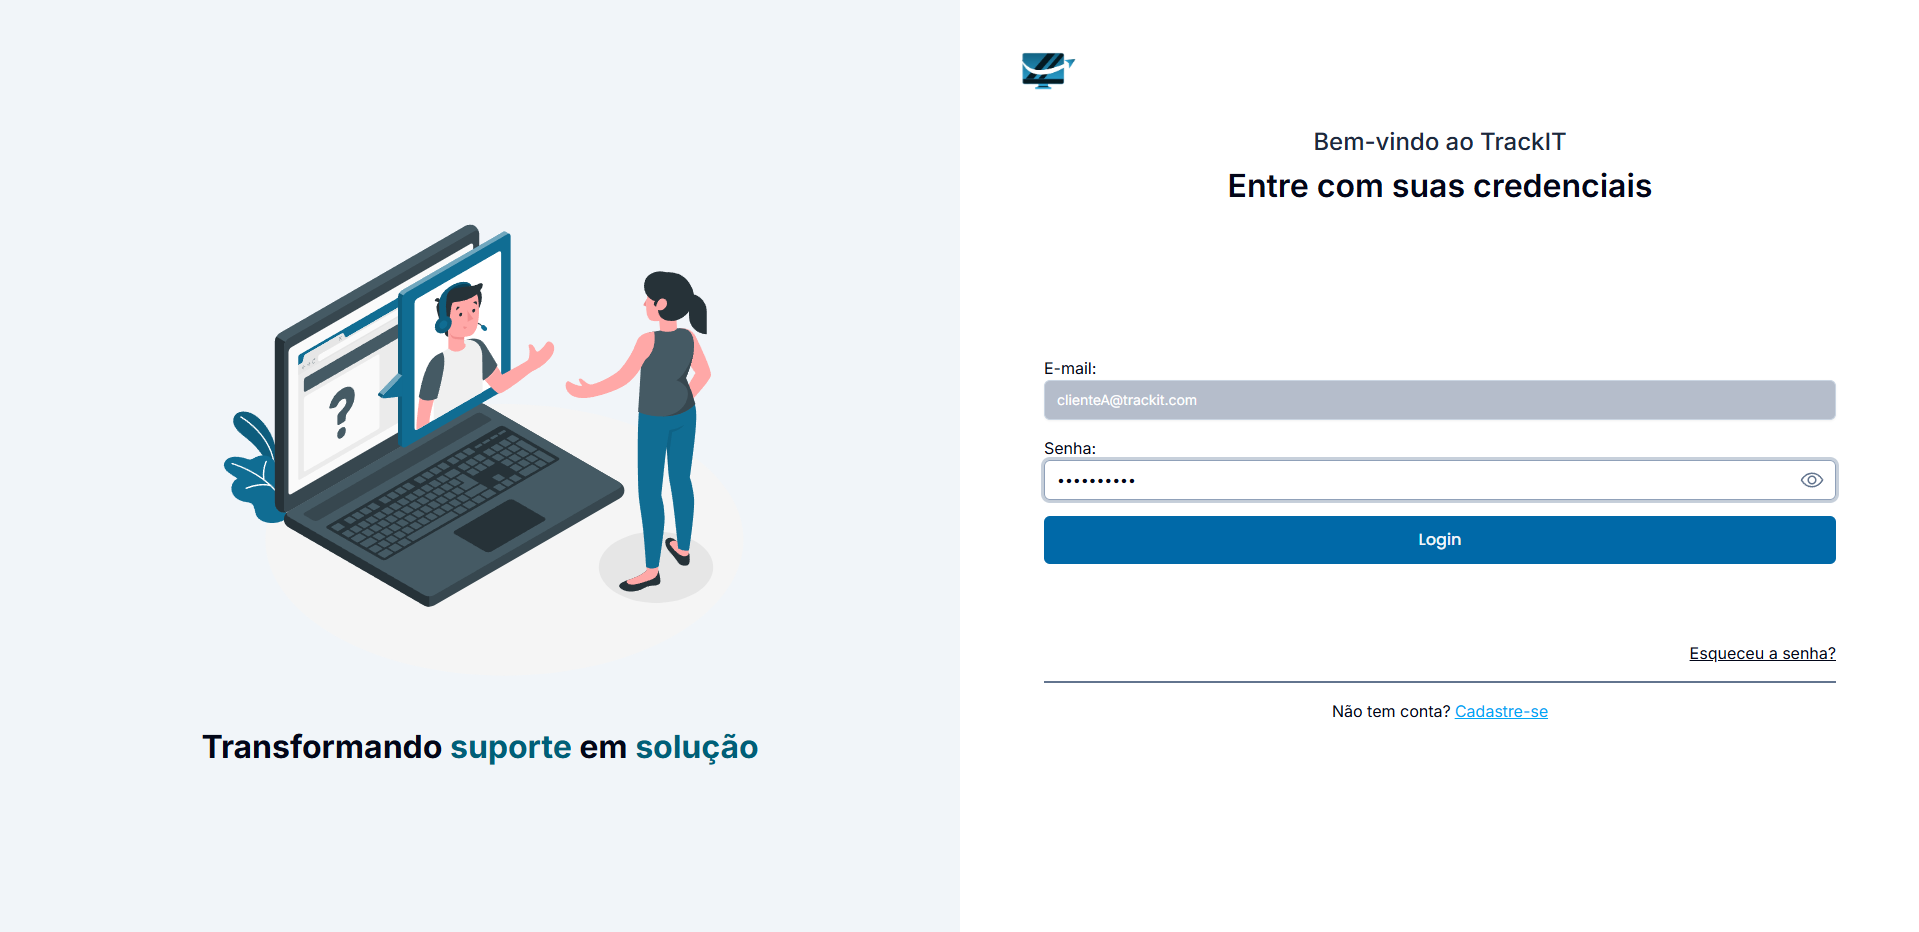 Bem-vindo ao TrackIT
Entre com suas credenciais
?
E-mail:
clienteA@trackit.com
Senha:
••••••••••
Login
Esqueceu a senha?
Não tem conta? Cadastre-se
Transformando suporte em solução